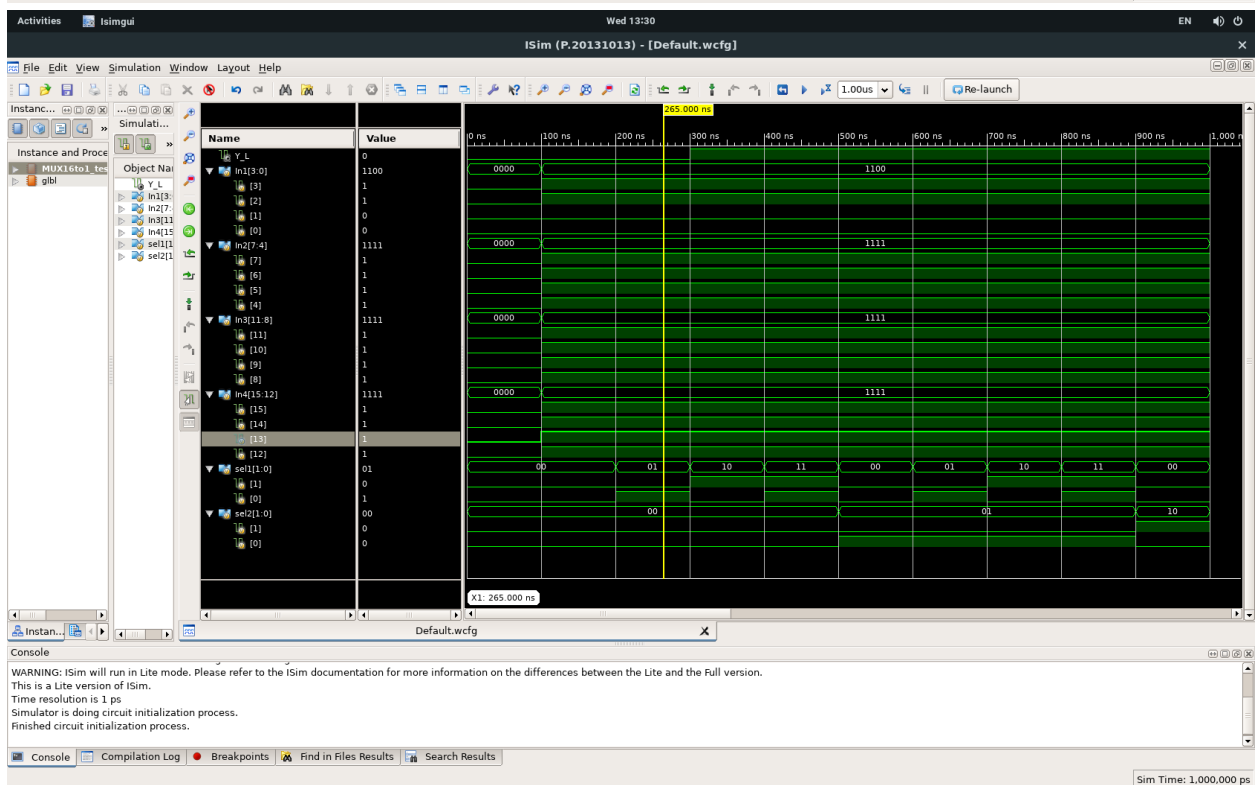 Activities Isimgui Wed 13:30 EN
ISim (P.20131013) - [Default.wcfg]
File Edit View Simulation Window Layout Help
1.00us Re-launch
Instanc...
Instance and Proce
MUX16to1_tes
glbl
Simulati...
Object Nai
Y_L
In1[3:
In2[7:
In3[11
In4[15
sel1[1
sel2[1
265.000 ns
Name Value
0 ns 100 ns 200 ns 300 ns 400 ns 500 ns 600 ns 700 ns 800 ns 900 ns 1,000 n
Y_L 0
In1[3:0] 1100 0000 1100
[3] 1
[2] 1
[1] 0
[0] 0
In2[7:4] 1111 0000 1111
[7] 1
[6] 1
[5] 1
[4] 1
In3[11:8] 1111 0000 1111
[11] 1
[10] 1
[9] 1
[8] 1
In4[15:12] 1111 0000 1111
[15] 1
[14] 1
[13] 1
[12] 1
sel1[1:0] 01 00 01 10 11 00 01 10 11 00
[1] 0
[0] 1
sel2[1:0] 00 00 01 10
[1] 0
[0] 0
X1: 265.000 ns
Instan...
Default.wcfg
Console
WARNING: ISim will run in Lite mode. Please refer to the ISim documentation for more information on the differences between the Lite and the Full version.
This is a Lite version of ISim.
Time resolution is 1 ps
Simulator is doing circuit initialization process.
Finished circuit initialization process.
Console Compilation Log Breakpoints Find in Files Results Search Results
Sim Time: 1,000,000 ps